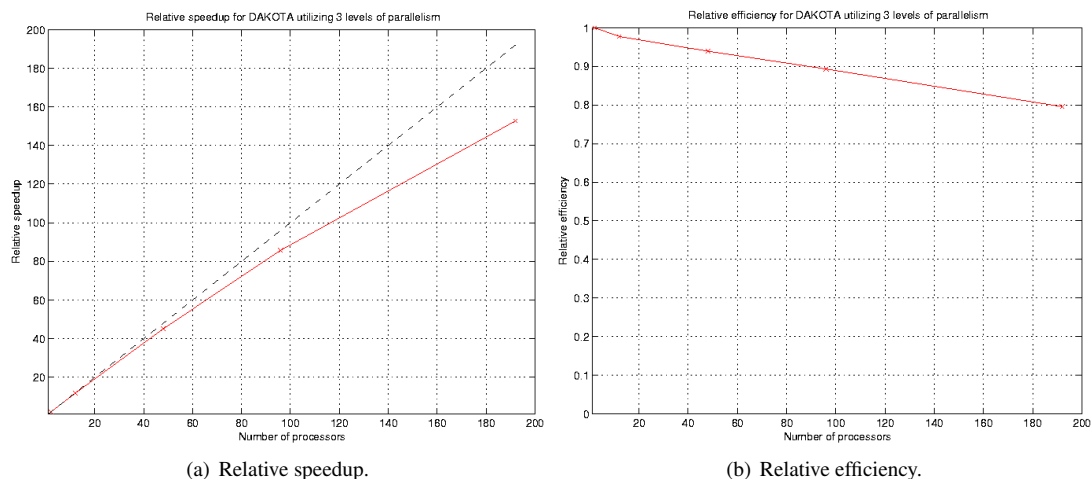 Relative speedup for DAKOTA utilizing 3 levels of parallelism
200
180
160
140
120
100
80
60
40
20
Relative speedup
20 40 60 80 100 120 140 160 180 200
Number of processors
(a) Relative speedup.
Relative efficiency for DAKOTA utilizing 3 levels of parallelism
1
0.9
0.8
0.7
0.6
0.5
0.4
0.3
0.2
0.1
0
Relative efficiency
20 40 60 80 100 120 140 160 180 200
Number of processors
(b) Relative efficiency.